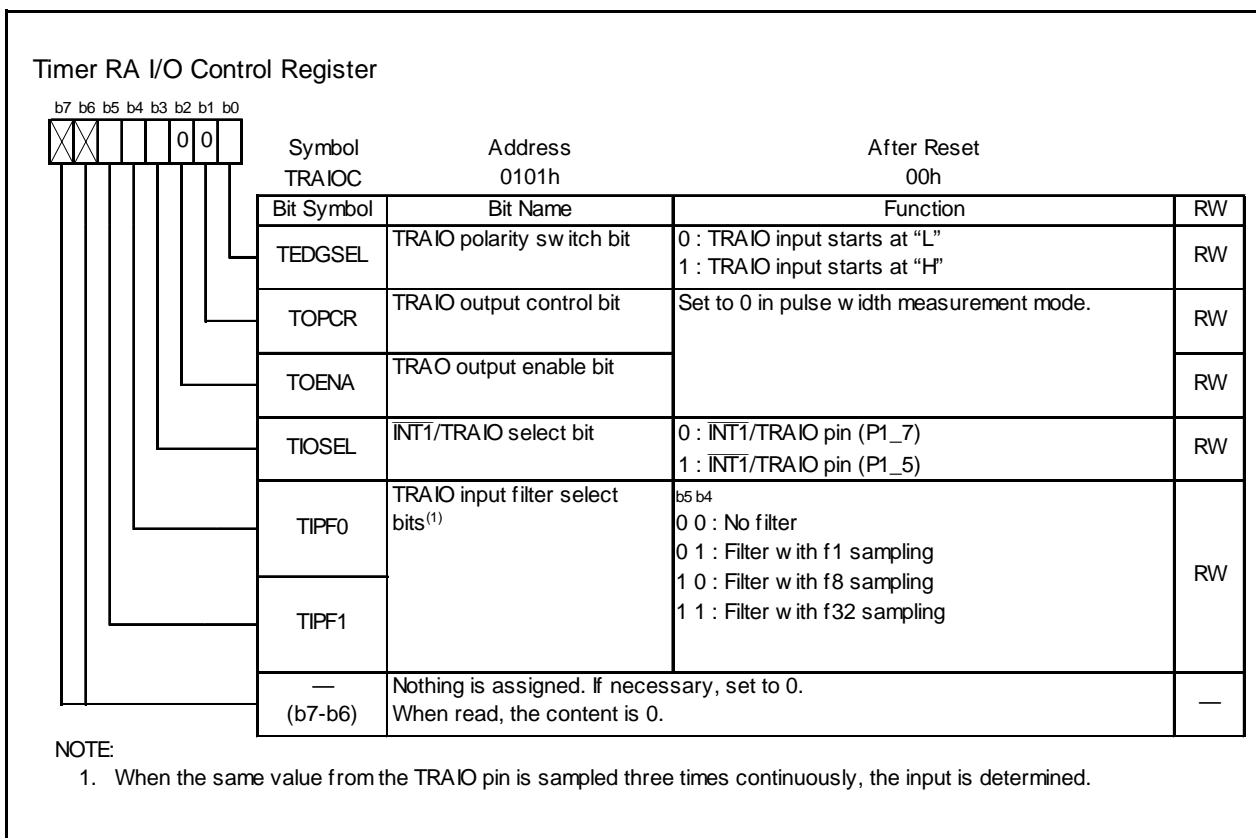 Timer RA I/O Control Register
b7 b6 b5 b4 b3 b2 b1 b0
0 0
Symbol Address After Reset
TRAIOC 0101h 00h
Bit Symbol Bit Name Function RW
TEDGSEL TRAIO polarity switch bit 0 : TRAIO input starts at “L” RW
1 : TRAIO input starts at “H”
TOPCR TRAIO output control bit Set to 0 in pulse width measurement mode. RW
TOENA TRAO output enable bit RW
TIOSEL INT1/TRAIO select bit 0 : INT1/TRAIO pin (P1_7) RW
1 : INT1/TRAIO pin (P1_5)
TIPF0 TRAIO input filter select b5 b4
bits(1) 0 0 : No filter
0 1 : Filter with f1 sampling
1 0 : Filter with f8 sampling RW
TIPF1 1 1 : Filter with f32 sampling
— Nothing is assigned. If necessary, set to 0. —
(b7-b6) When read, the content is 0.
NOTE:
1. When the same value from the TRAIO pin is sampled three times continuously, the input is determined.